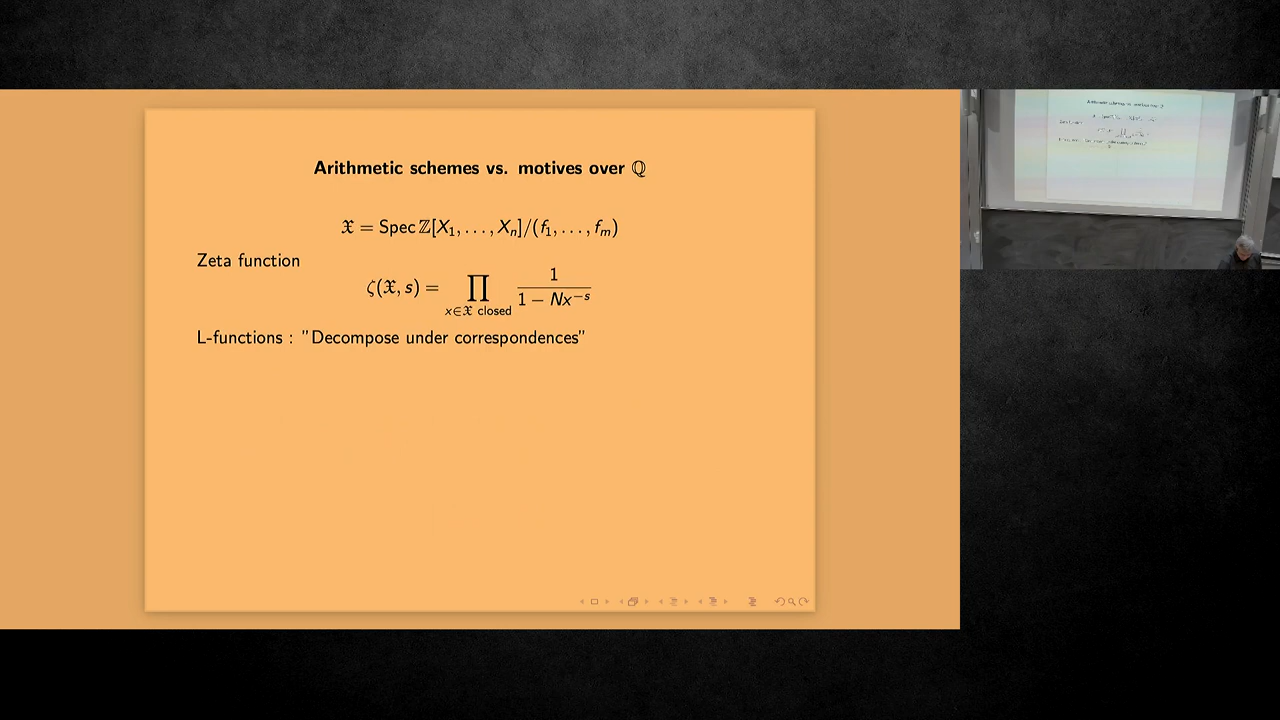 Arithmetic schemes vs. motives over ℚ
𝔛 = Spec ℤ[X₁, . . . , Xₙ]/(f₁, . . . , fₘ)
Zeta function
ζ(𝔛, s) = ∏_{x∈𝔛 closed} 1 / (1 − Nx^{−s})
L-functions : "Decompose under correspondences"